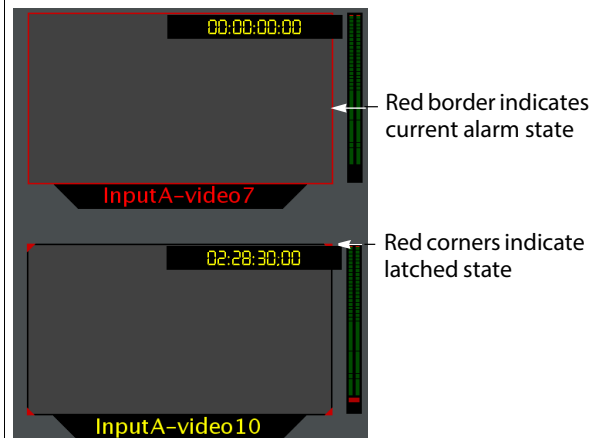 00:00:00:00
Red border indicates
current alarm state
InputA-video7
02:28:30;00
Red corners indicate
latched state
InputA-video10